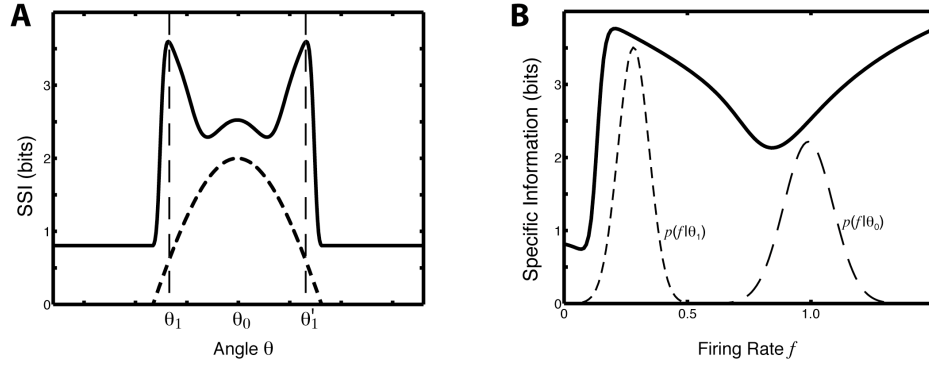 A
SSI (bits)
3
2
1
0
θ₁
θ₀
θ₁'
Angle θ
B
Specific Information (bits)
3
2
1
0
p(f|θ₁)
p(f|θ₀)
0
0.5
1.0
Firing Rate f